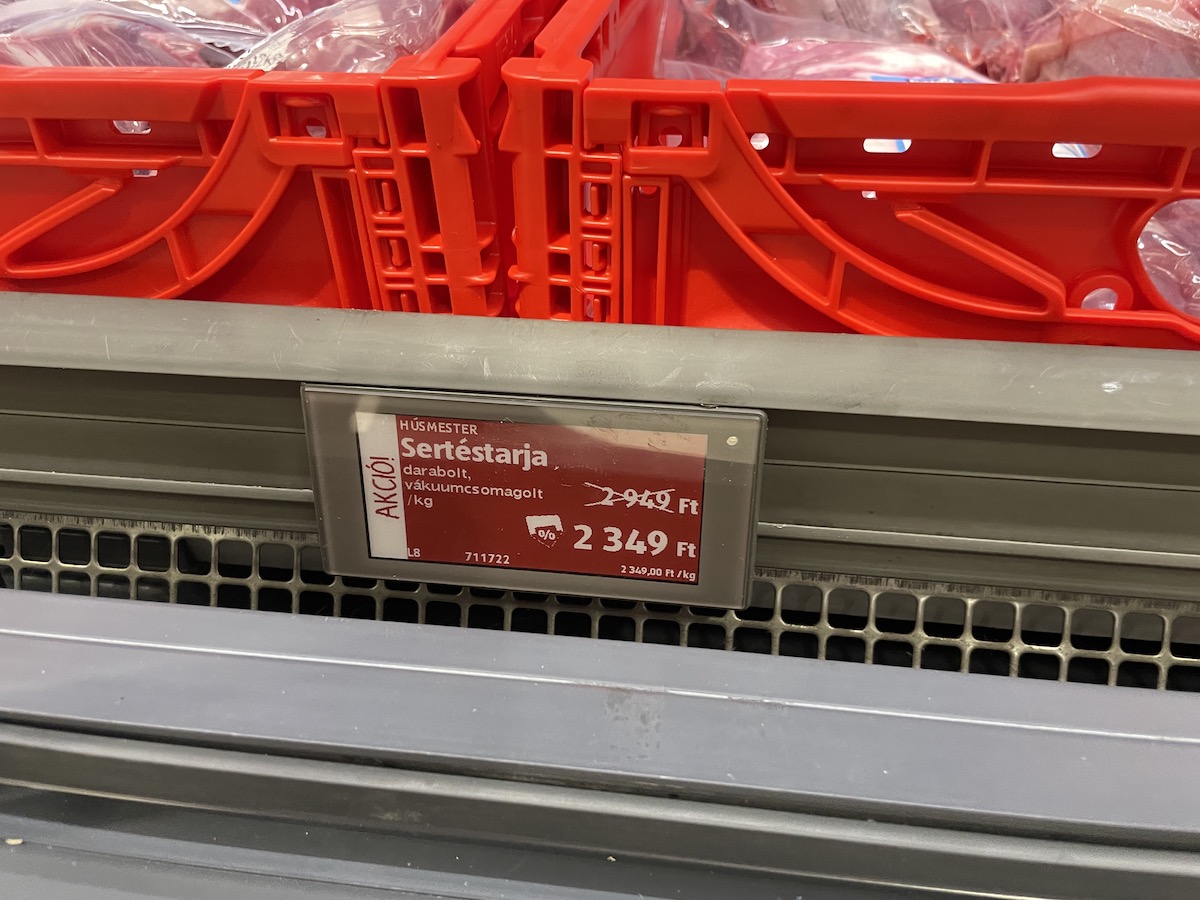 AKCIÓ!
HÚSMESTER
Sertéstarja
darabolt,
vákuumcsomagolt
/kg
2 949 Ft
% 2 349 Ft
L8 711722
2 349,00 Ft /kg